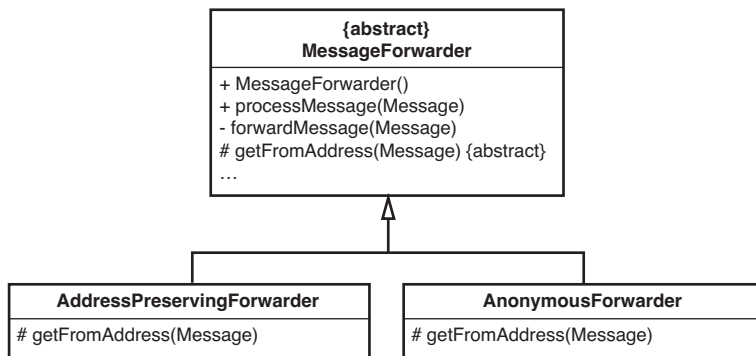 {abstract}
MessageForwarder
+ MessageForwarder()
+ processMessage(Message)
- forwardMessage(Message)
# getFromAddress(Message) {abstract}
…
AddressPreservingForwarder
# getFromAddress(Message)
AnonymousForwarder
# getFromAddress(Message)